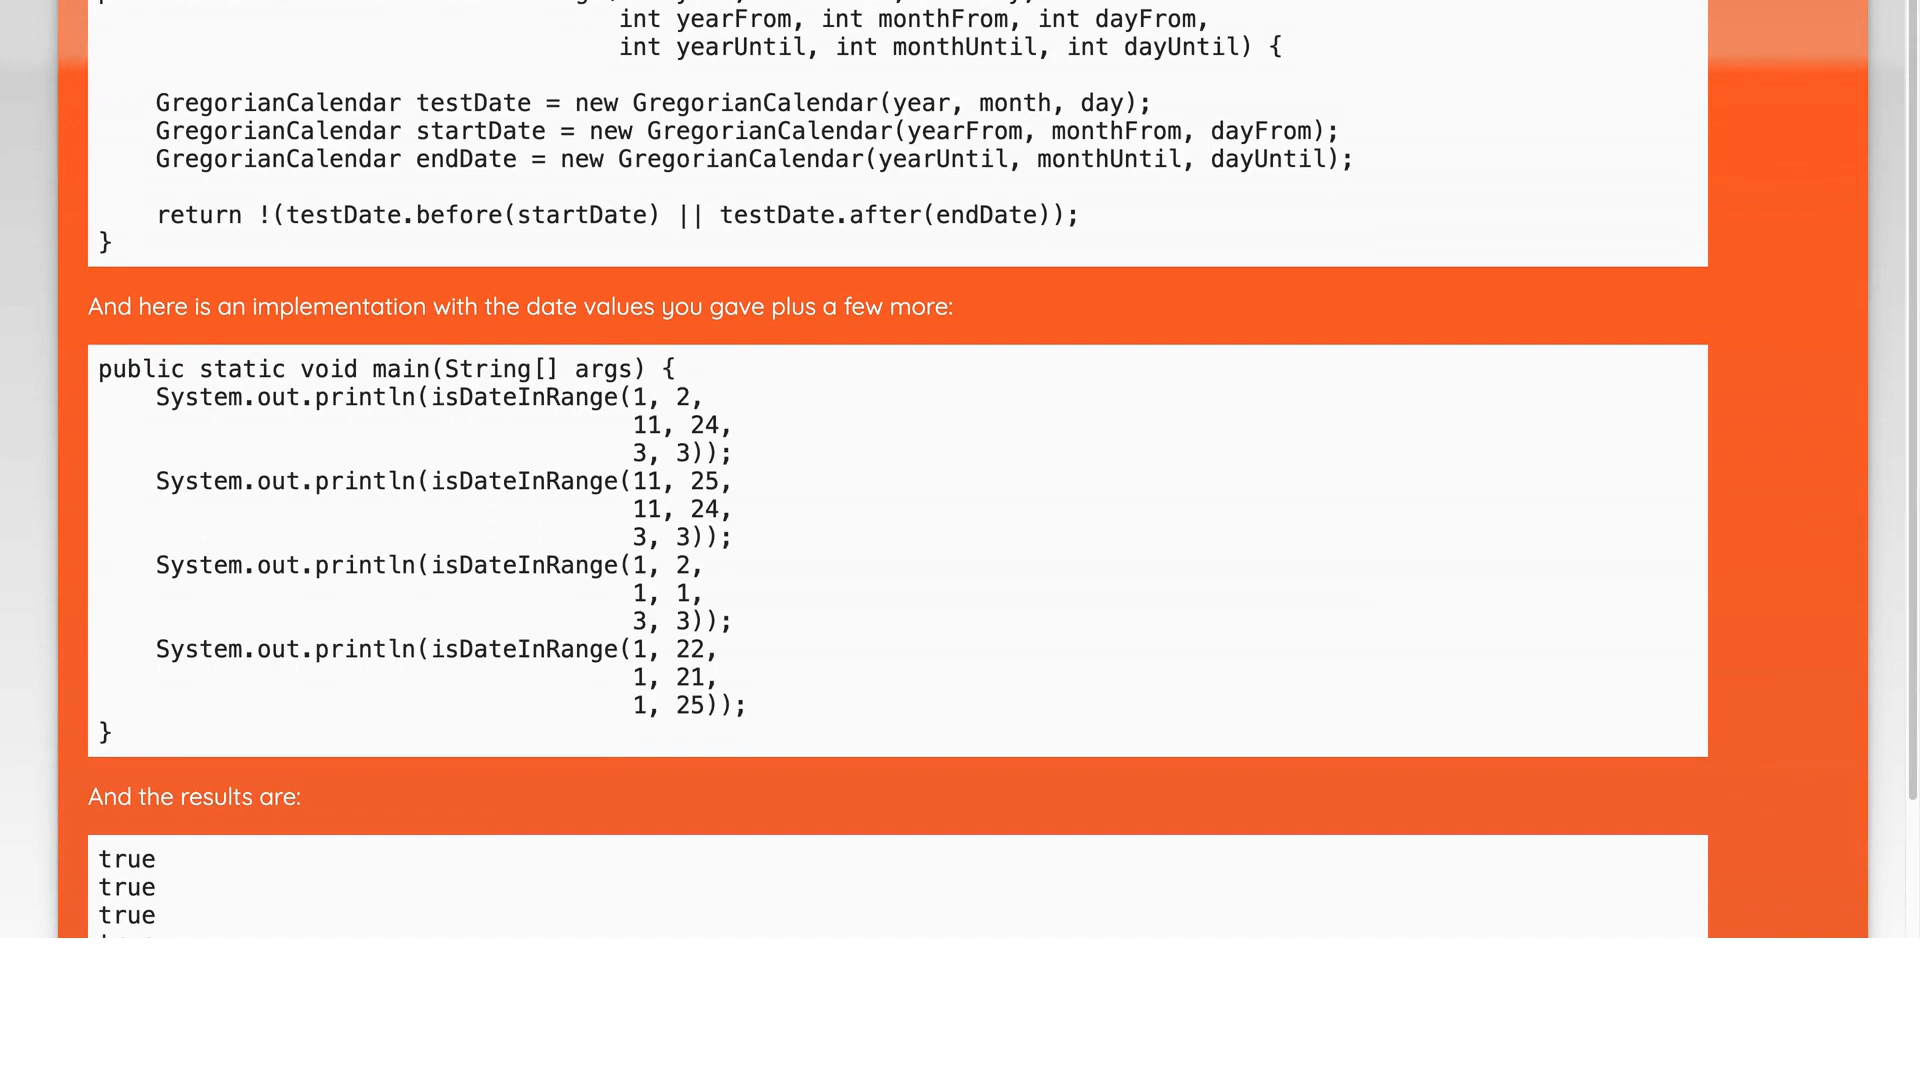 int yearFrom, int monthFrom, int dayFrom,
int yearUntil, int monthUntil, int dayUntil) {
GregorianCalendar testDate = new GregorianCalendar(year, month, day);
GregorianCalendar startDate = new GregorianCalendar(yearFrom, monthFrom, dayFrom);
GregorianCalendar endDate = new GregorianCalendar(yearUntil, monthUntil, dayUntil);
return !(testDate.before(startDate) || testDate.after(endDate));
}
And here is an implementation with the date values you gave plus a few more:
public static void main(String[] args) {
System.out.println(isDateInRange(1, 2,
11, 24,
3, 3));
System.out.println(isDateInRange(11, 25,
11, 24,
3, 3));
System.out.println(isDateInRange(1, 2,
1, 1,
3, 3));
System.out.println(isDateInRange(1, 22,
1, 21,
1, 25));
}
And the results are:
true
true
true